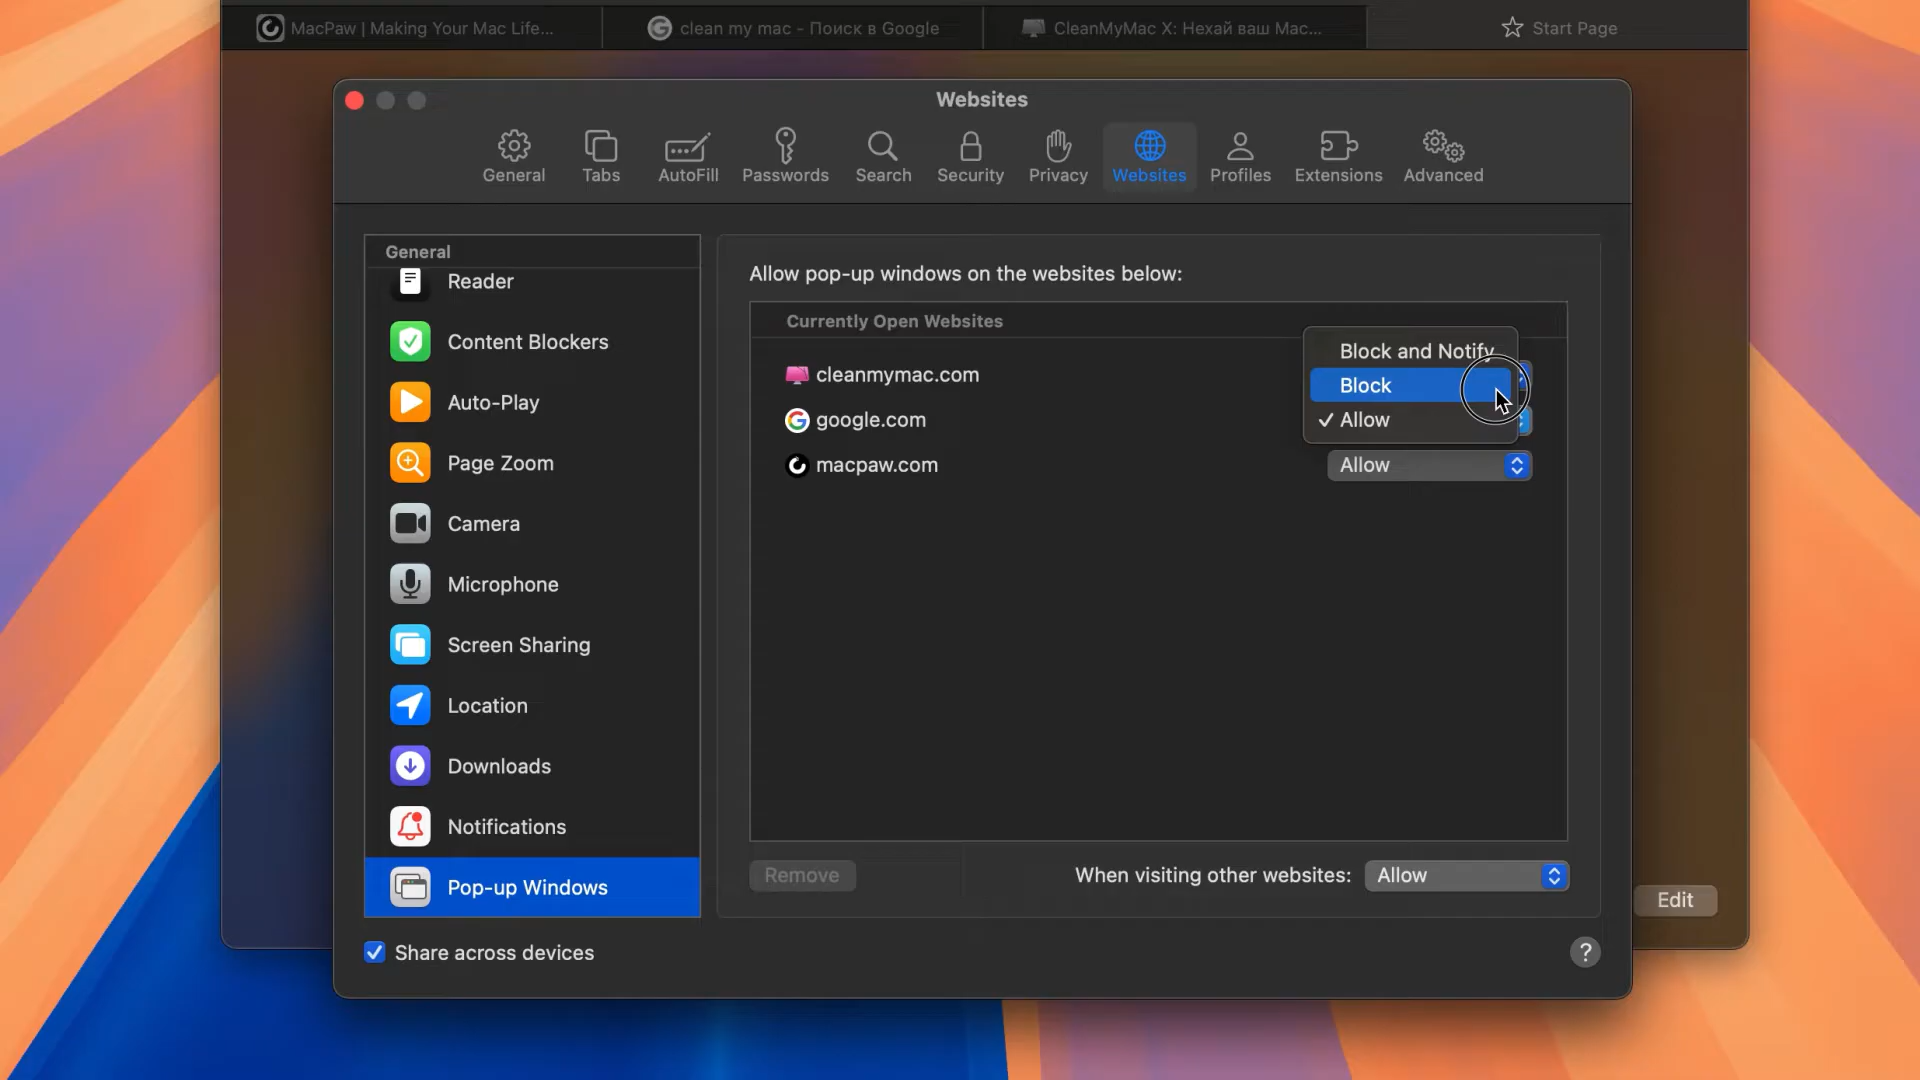 MacPaw | Making Your Mac Life...
clean my mac - Поиск в Google
CleanMyMac X: Нехай ваш Mac...
Start Page
Websites
General
Tabs
AutoFill
Passwords
Search
Security
Privacy
Websites
Profiles
Extensions
Advanced
General
Reader
Content Blockers
Auto-Play
Page Zoom
Camera
Microphone
Screen Sharing
Location
Downloads
Notifications
Pop-up Windows
Share across devices
Allow pop-up windows on the websites below:
Currently Open Websites
cleanmymac.com
google.com
macpaw.com
Block and Notify
Block
✓ Allow
Allow
Remove
When visiting other websites:
Allow
?
Edit